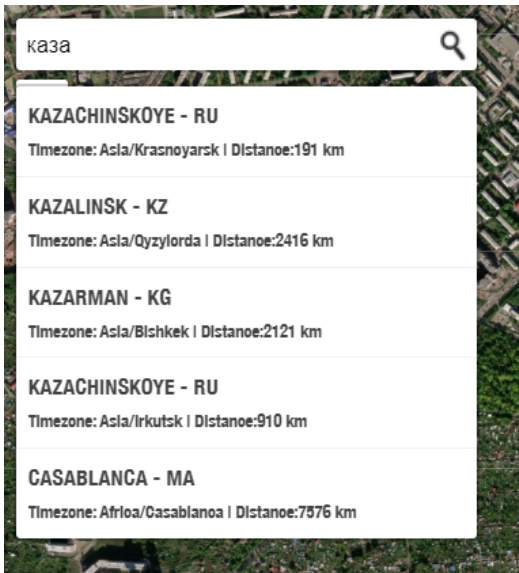 каза
KAZACHINSKOYE - RU
Timezone: Asia/Krasnoyarsk | Distance:191 km
KAZALINSK - KZ
Timezone: Asia/Qyzylorda | Distance:2416 km
KAZARMAN - KG
Timezone: Asia/Bishkek | Distance:2121 km
KAZACHINSKOYE - RU
Timezone: Asia/Irkutsk | Distance:910 km
CASABLANCA - MA
Timezone: Africa/Casablanca | Distance:7576 km